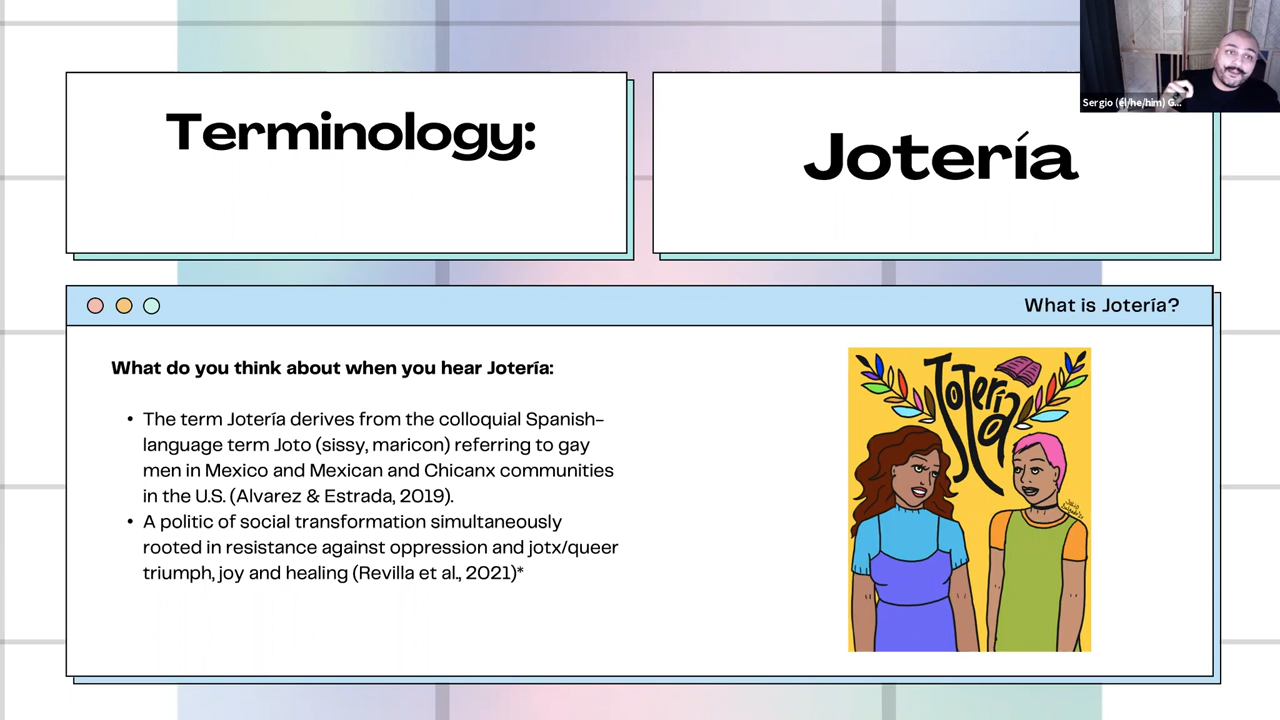 Sergio (él/he/him) G...
Terminology:
Jotería
What is Jotería?
What do you think about when you hear Jotería:
• The term Jotería derives from the colloquial Spanish-
language term Joto (sissy, maricon) referring to gay
men in Mexico and Mexican and Chicanx communities
in the U.S. (Alvarez & Estrada, 2019).
• A politic of social transformation simultaneously
rooted in resistance against oppression and jotx/queer
triumph, joy and healing (Revilla et al., 2021)*
Jotería